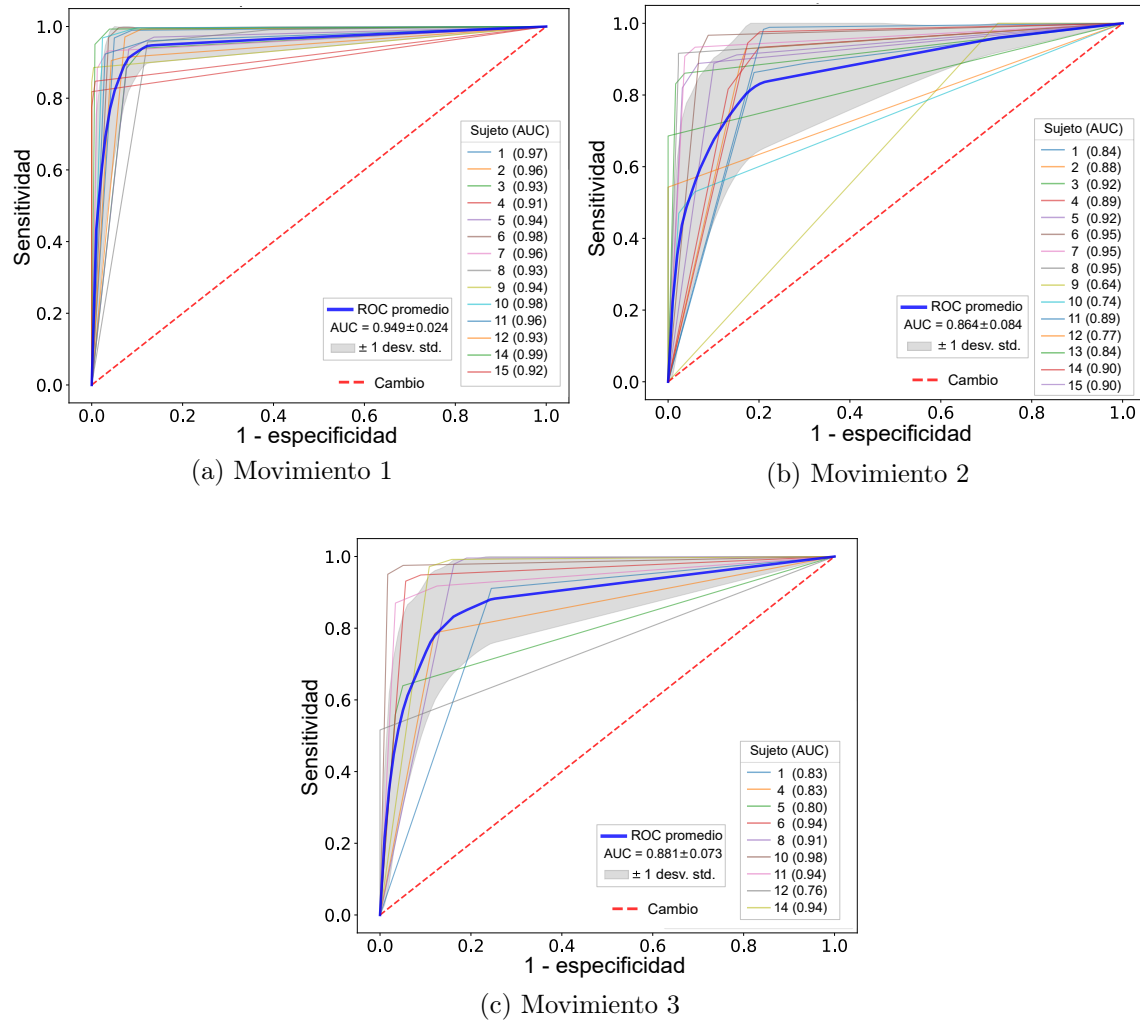 1.0
0.8
0.6
0.4
0.2
0.0
Sensitividad
0.0 0.2 0.4 0.6 0.8 1.0
1 - especificidad
ROC promedio
AUC = 0.949±0.024
± 1 desv. std.
Cambio
Sujeto (AUC)
1 (0.97)
2 (0.96)
3 (0.93)
4 (0.91)
5 (0.94)
6 (0.98)
7 (0.96)
8 (0.93)
9 (0.94)
10 (0.98)
11 (0.96)
12 (0.93)
14 (0.99)
15 (0.92)
(a) Movimiento 1
1.0
0.8
0.6
0.4
0.2
0.0
Sensitividad
0.0 0.2 0.4 0.6 0.8 1.0
1 - especificidad
ROC promedio
AUC = 0.864±0.084
± 1 desv. std.
Cambio
Sujeto (AUC)
1 (0.84)
2 (0.88)
3 (0.92)
4 (0.89)
5 (0.92)
6 (0.95)
7 (0.95)
8 (0.95)
9 (0.64)
10 (0.74)
11 (0.89)
12 (0.77)
13 (0.84)
14 (0.90)
15 (0.90)
(b) Movimiento 2
1.0
0.8
0.6
0.4
0.2
0.0
Sensitividad
0.0 0.2 0.4 0.6 0.8 1.0
1 - especificidad
ROC promedio
AUC = 0.881±0.073
± 1 desv. std.
Cambio
Sujeto (AUC)
1 (0.83)
4 (0.83)
5 (0.80)
6 (0.94)
8 (0.91)
10 (0.98)
11 (0.94)
12 (0.76)
14 (0.94)
(c) Movimiento 3